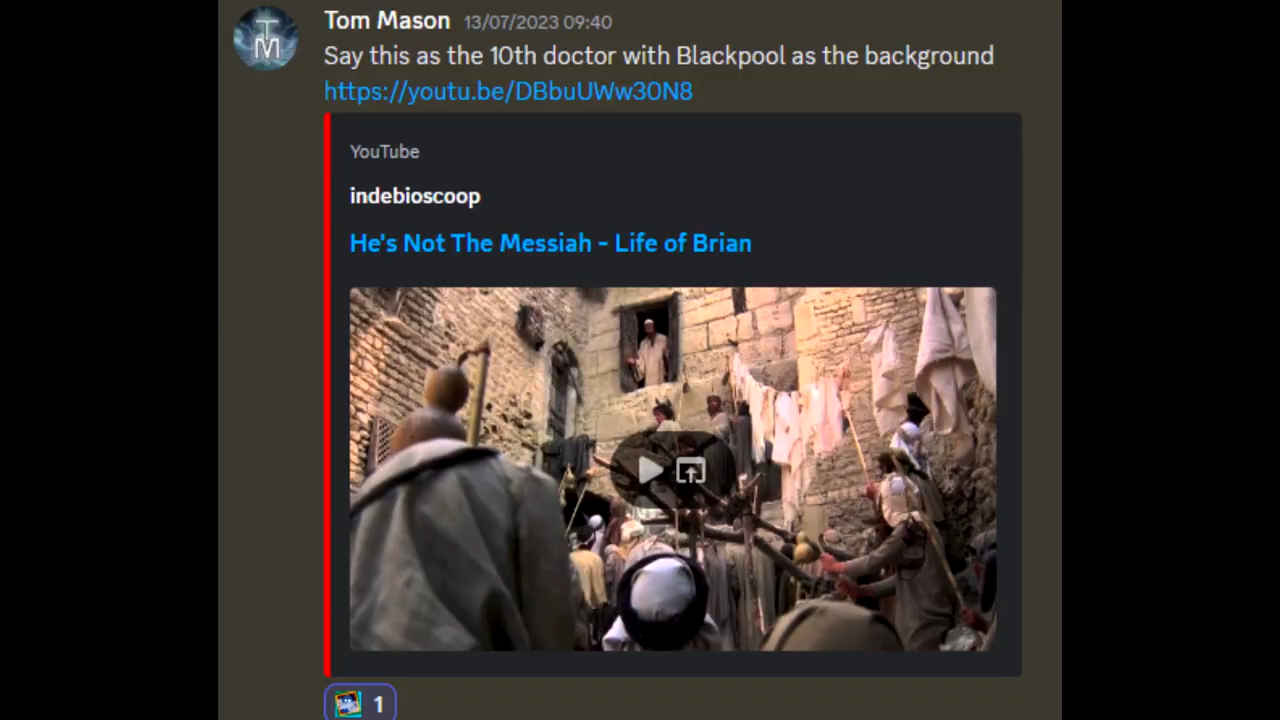 Tom Mason 13/07/2023 09:40
Say this as the 10th doctor with Blackpool as the background
https://youtu.be/DBbuUWw30N8
YouTube
indebioscoop
He's Not The Messiah - Life of Brian
1